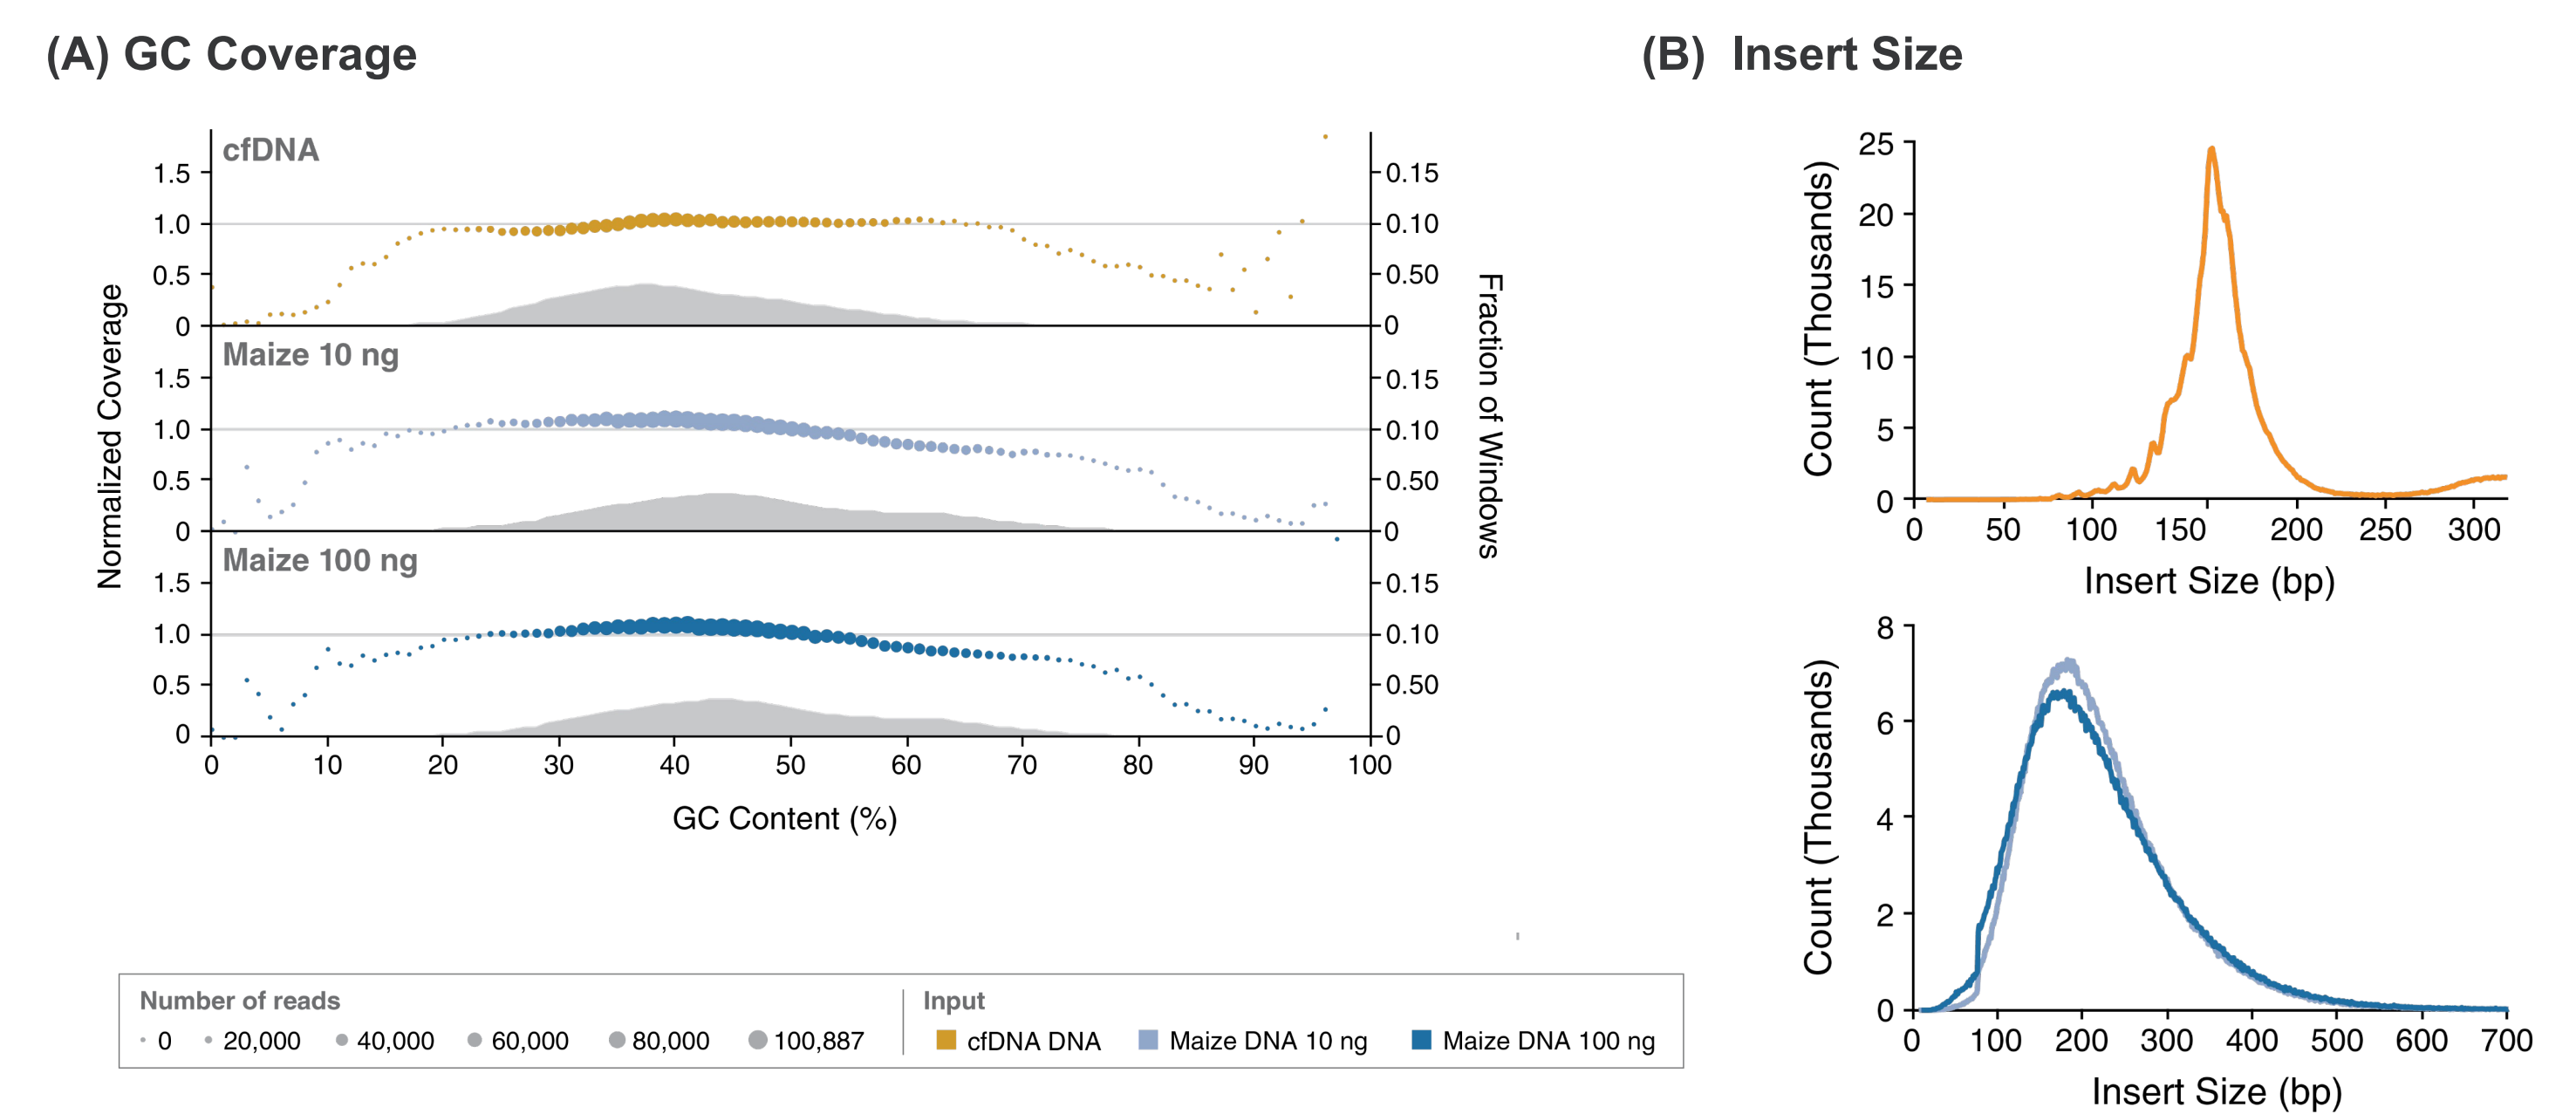 (A) GC Coverage
cfDNA
1.5
1.0
0.5
0
0.15
0.10
0.50
0
Maize 10 ng
1.5
1.0
0.5
0
0.15
0.10
0.50
0
Maize 100 ng
1.5
1.0
0.5
0
0.15
0.10
0.50
0
Normalized Coverage
Fraction of Windows
0 10 20 30 40 50 60 70 80 90 100
GC Content (%)
Number of reads
0 20,000 40,000 60,000 80,000 100,887
Input
cfDNA DNA Maize DNA 10 ng Maize DNA 100 ng
(B) Insert Size
Count (Thousands)
25
20
15
10
5
0
0 50 100 150 200 250 300
Insert Size (bp)
Count (Thousands)
8
6
4
2
0
0 100 200 300 400 500 600 700
Insert Size (bp)